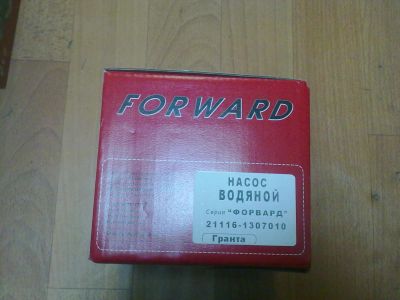 FORWARD
НАСОС
ВОДЯНОЙ
Серия "ФОРВАРД"
21116-1307010
Гранта